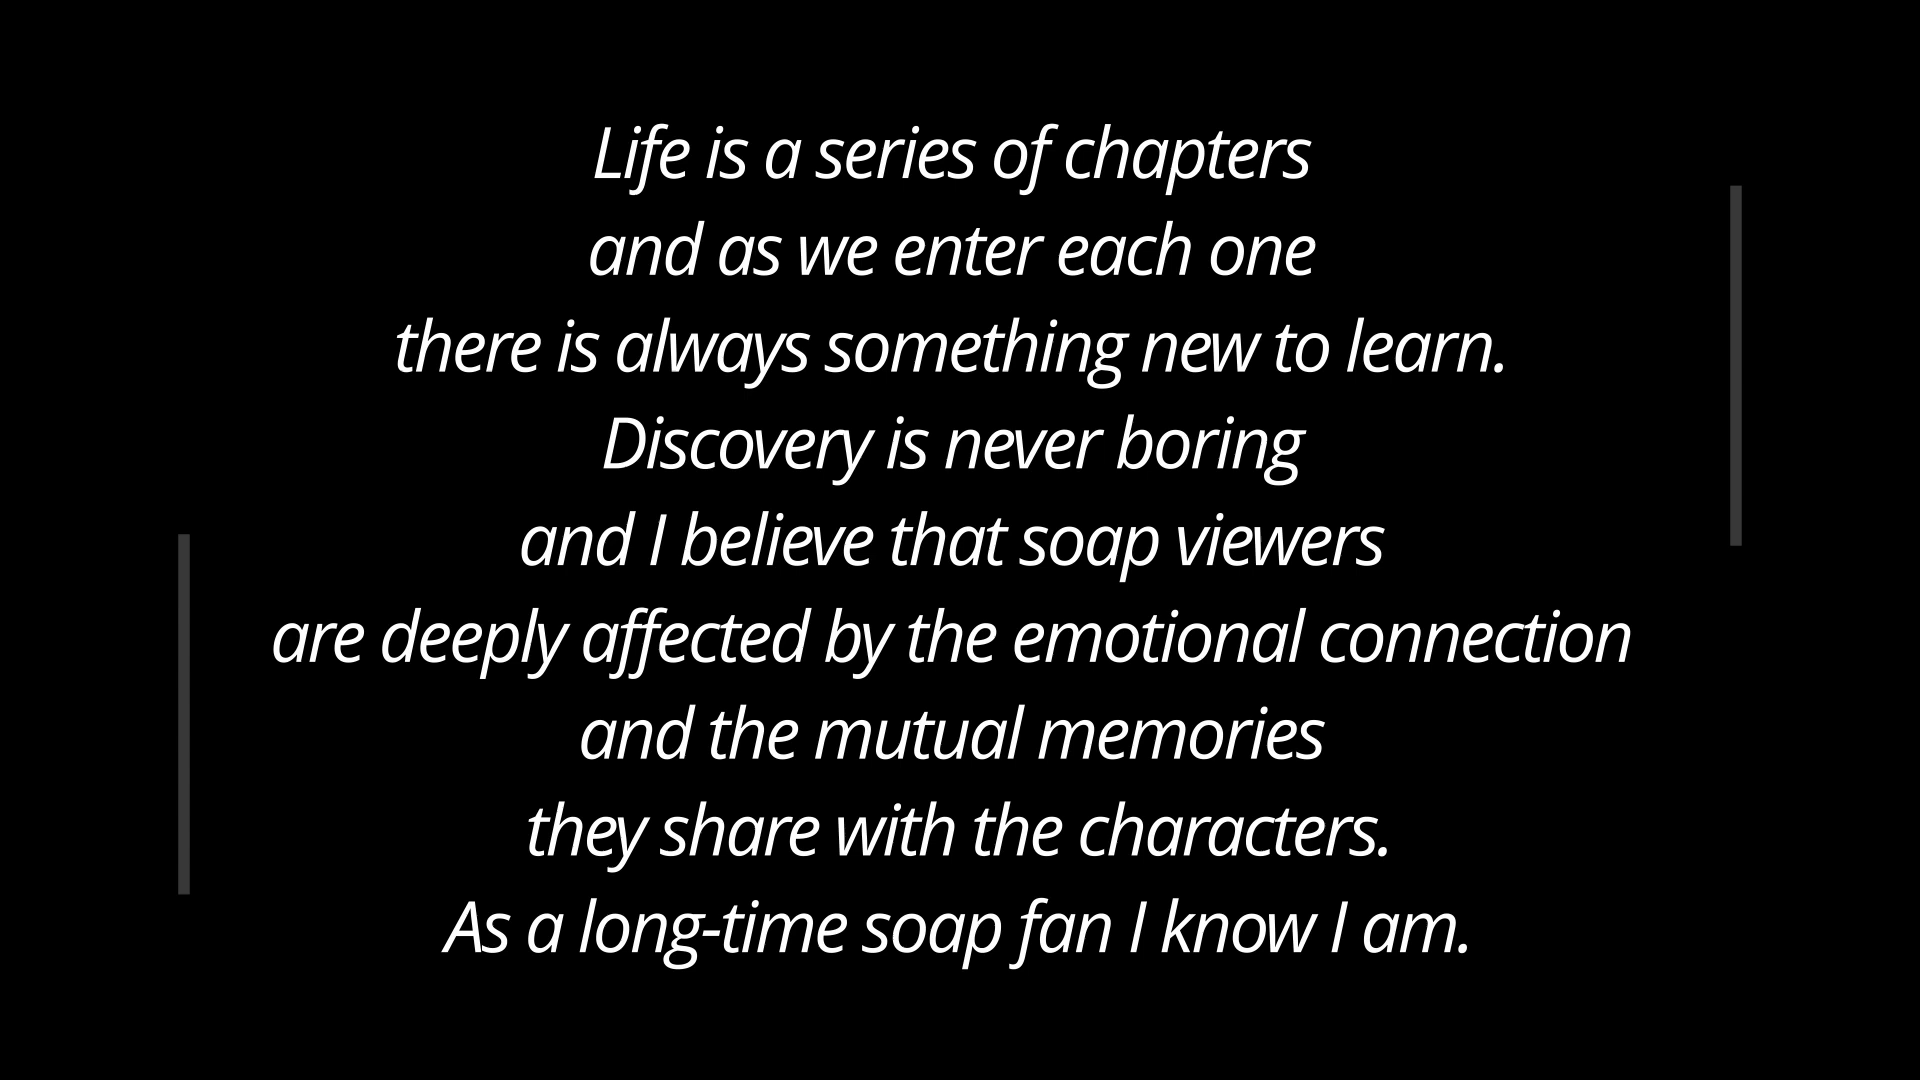 Life is a series of chapters
and as we enter each one
there is always something new to learn.
Discovery is never boring
and I believe that soap viewers
are deeply affected by the emotional connection
and the mutual memories
they share with the characters.
As a long-time soap fan I know I am.